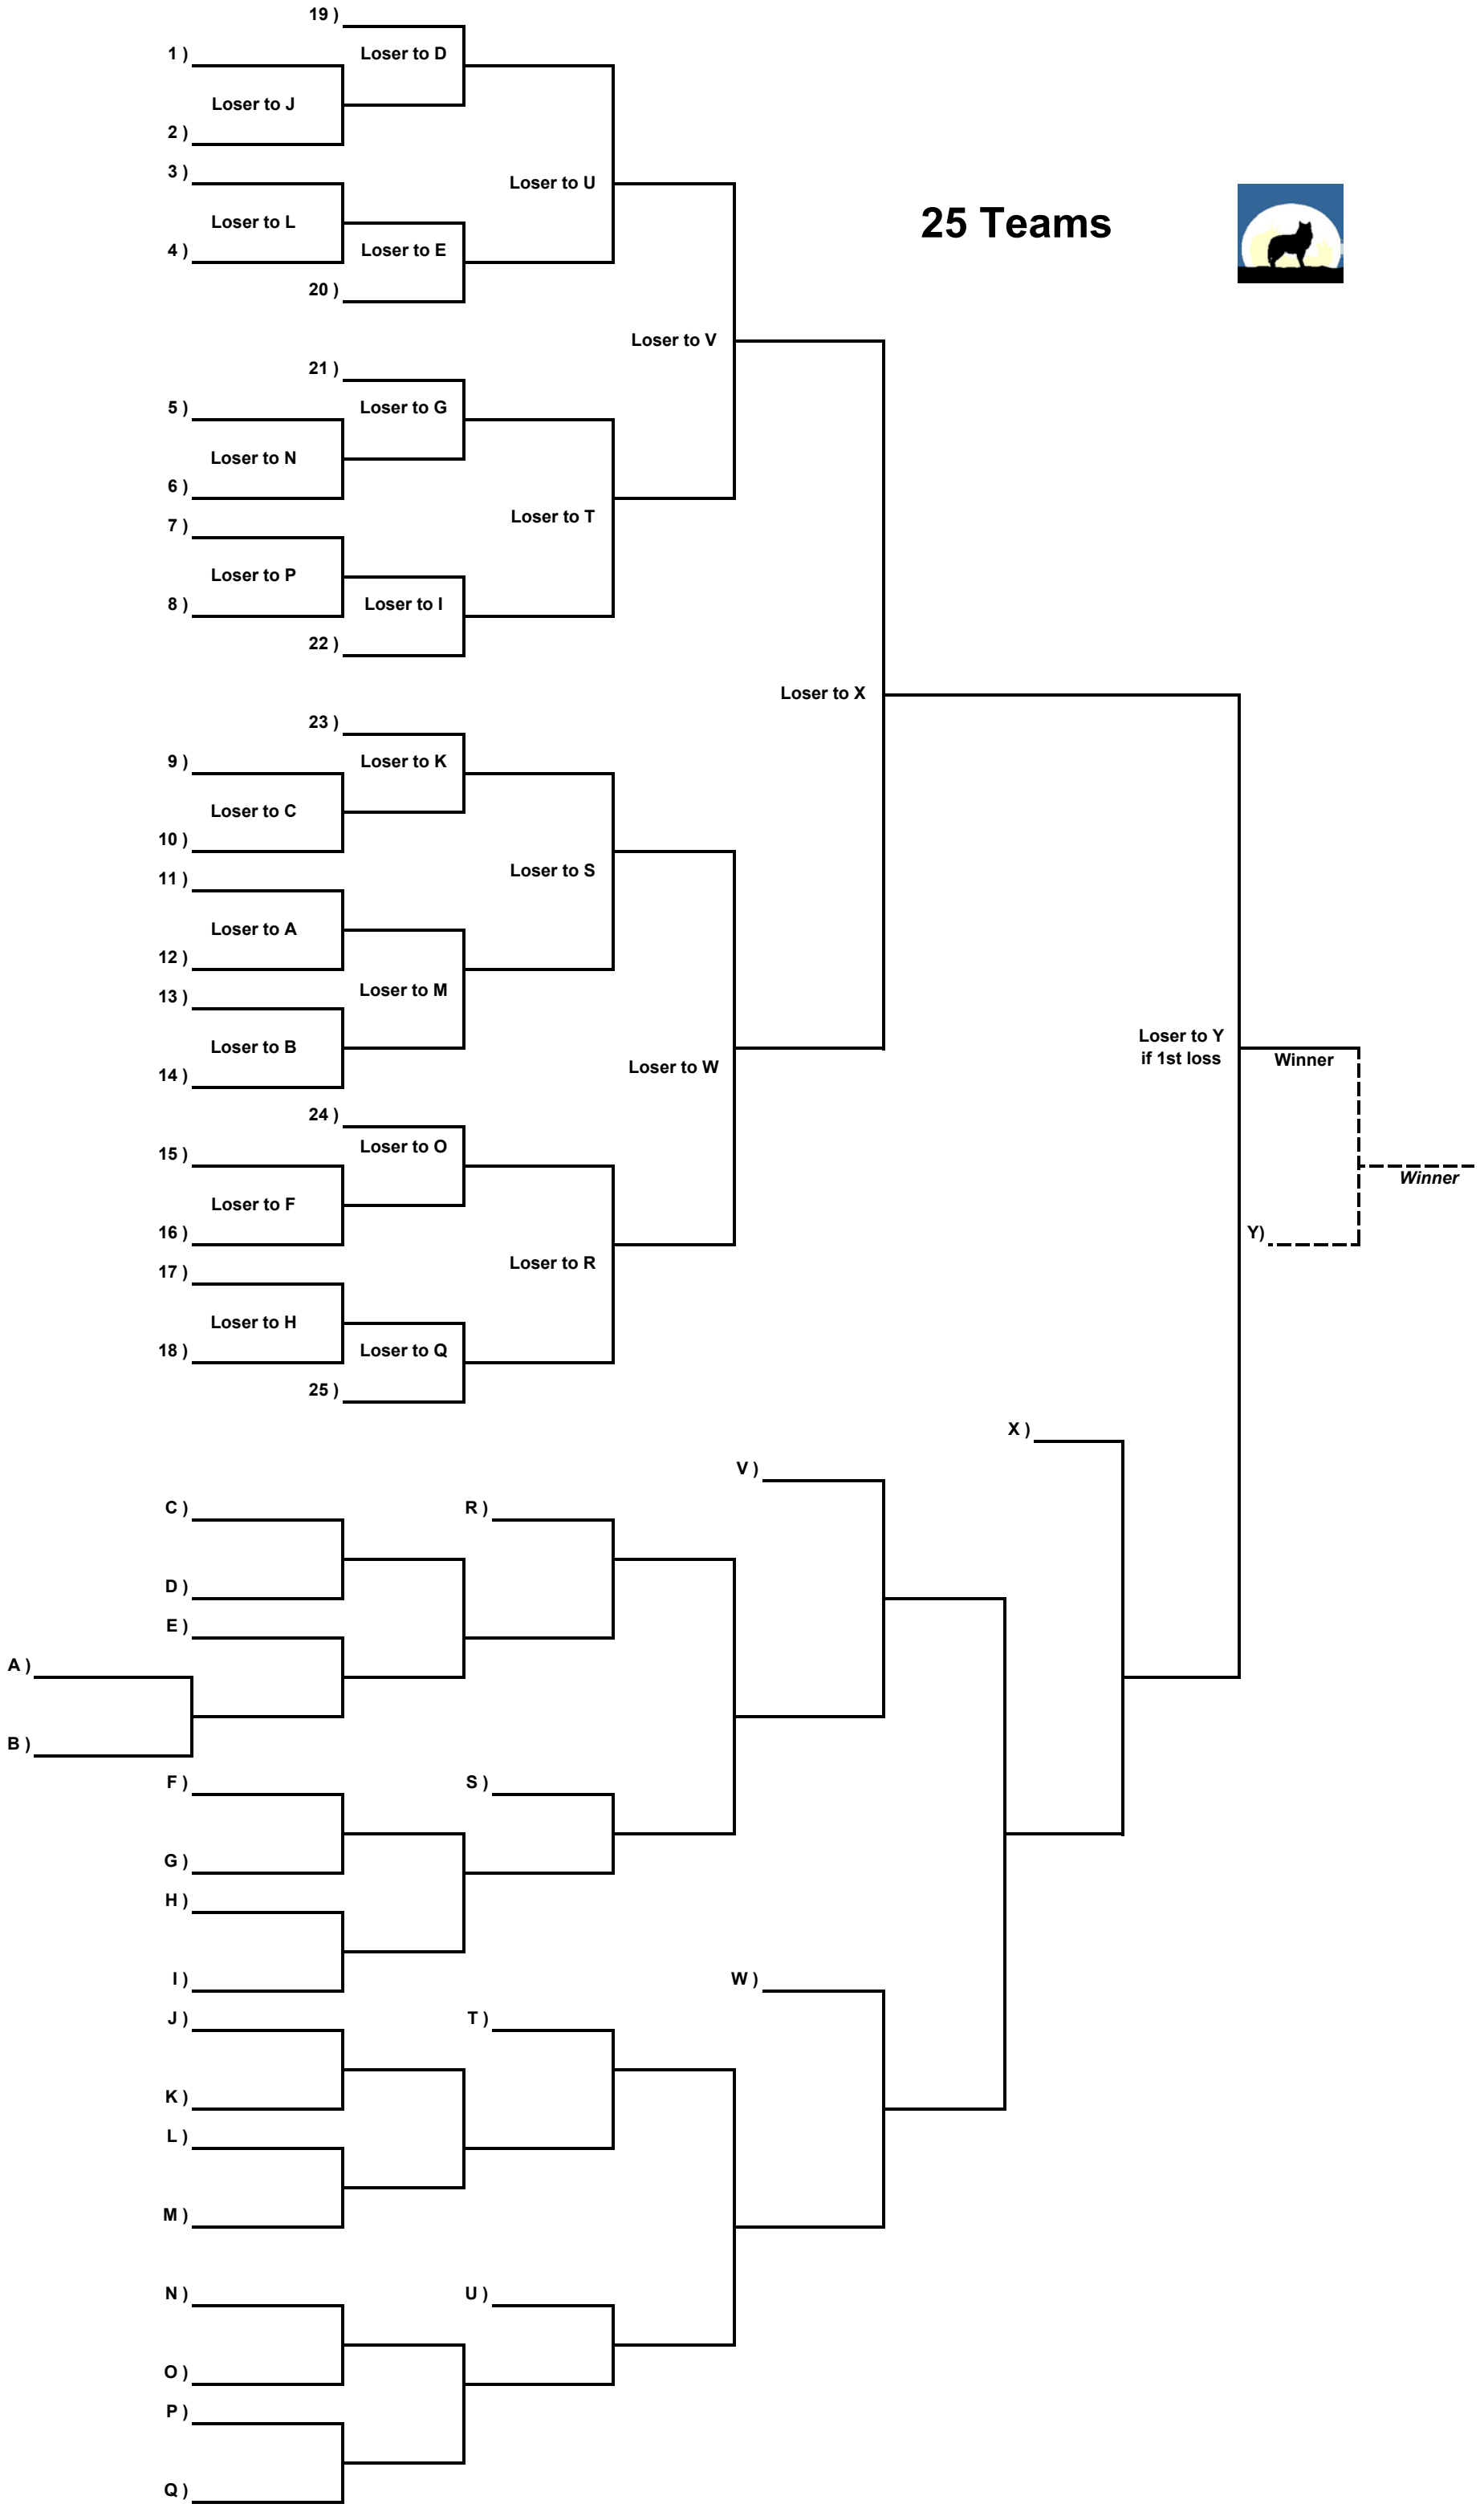 19 )
1 )
Loser to D
Loser to J
2 )
3 )
Loser to U
25 Teams
Loser to L
4 )
Loser to E
20 )
Loser to V
21 )
5 )
Loser to G
Loser to N
6 )
Loser to T
7 )
Loser to P
8 )
Loser to I
22 )
Loser to X
23 )
9 )
Loser to K
Loser to C
10 )
Loser to S
11 )
Loser to A
12 )
Loser to M
13 )
Loser to B
Loser to Y
if 1st loss
Winner
Loser to W
14 )
24 )
Loser to O
15 )
Winner
Loser to F
16 )
Y)
Loser to R
17 )
Loser to H
18 )
Loser to Q
25 )
X )
V )
C )
R )
D )
E )
A )
B )
F )
S )
G )
H )
I )
W )
J )
T )
K )
L )
M )
N )
U )
O )
P )
Q )